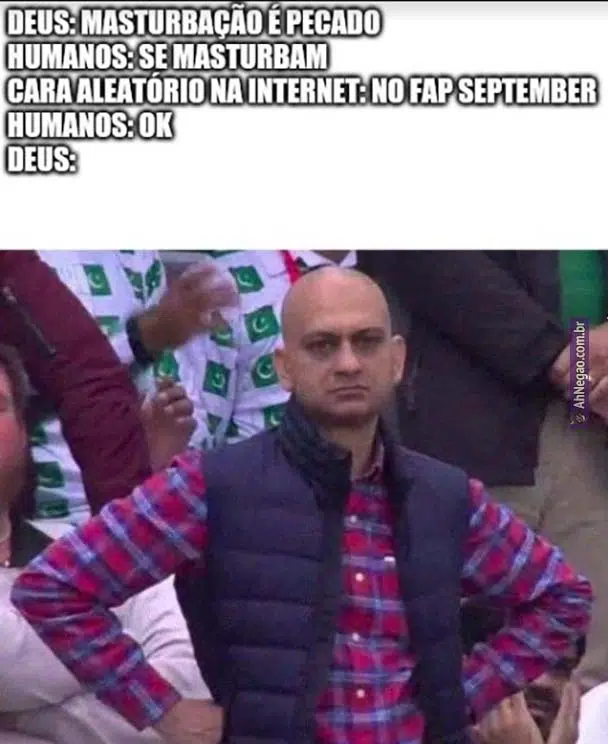 DEUS: MASTURBAÇÃO É PECADO
HUMANOS: SE MASTURBAM
CARA ALEATÓRIO NA INTERNET: NO FAP SEPTEMBER
HUMANOS: OK
DEUS:
AhNegao.com.br